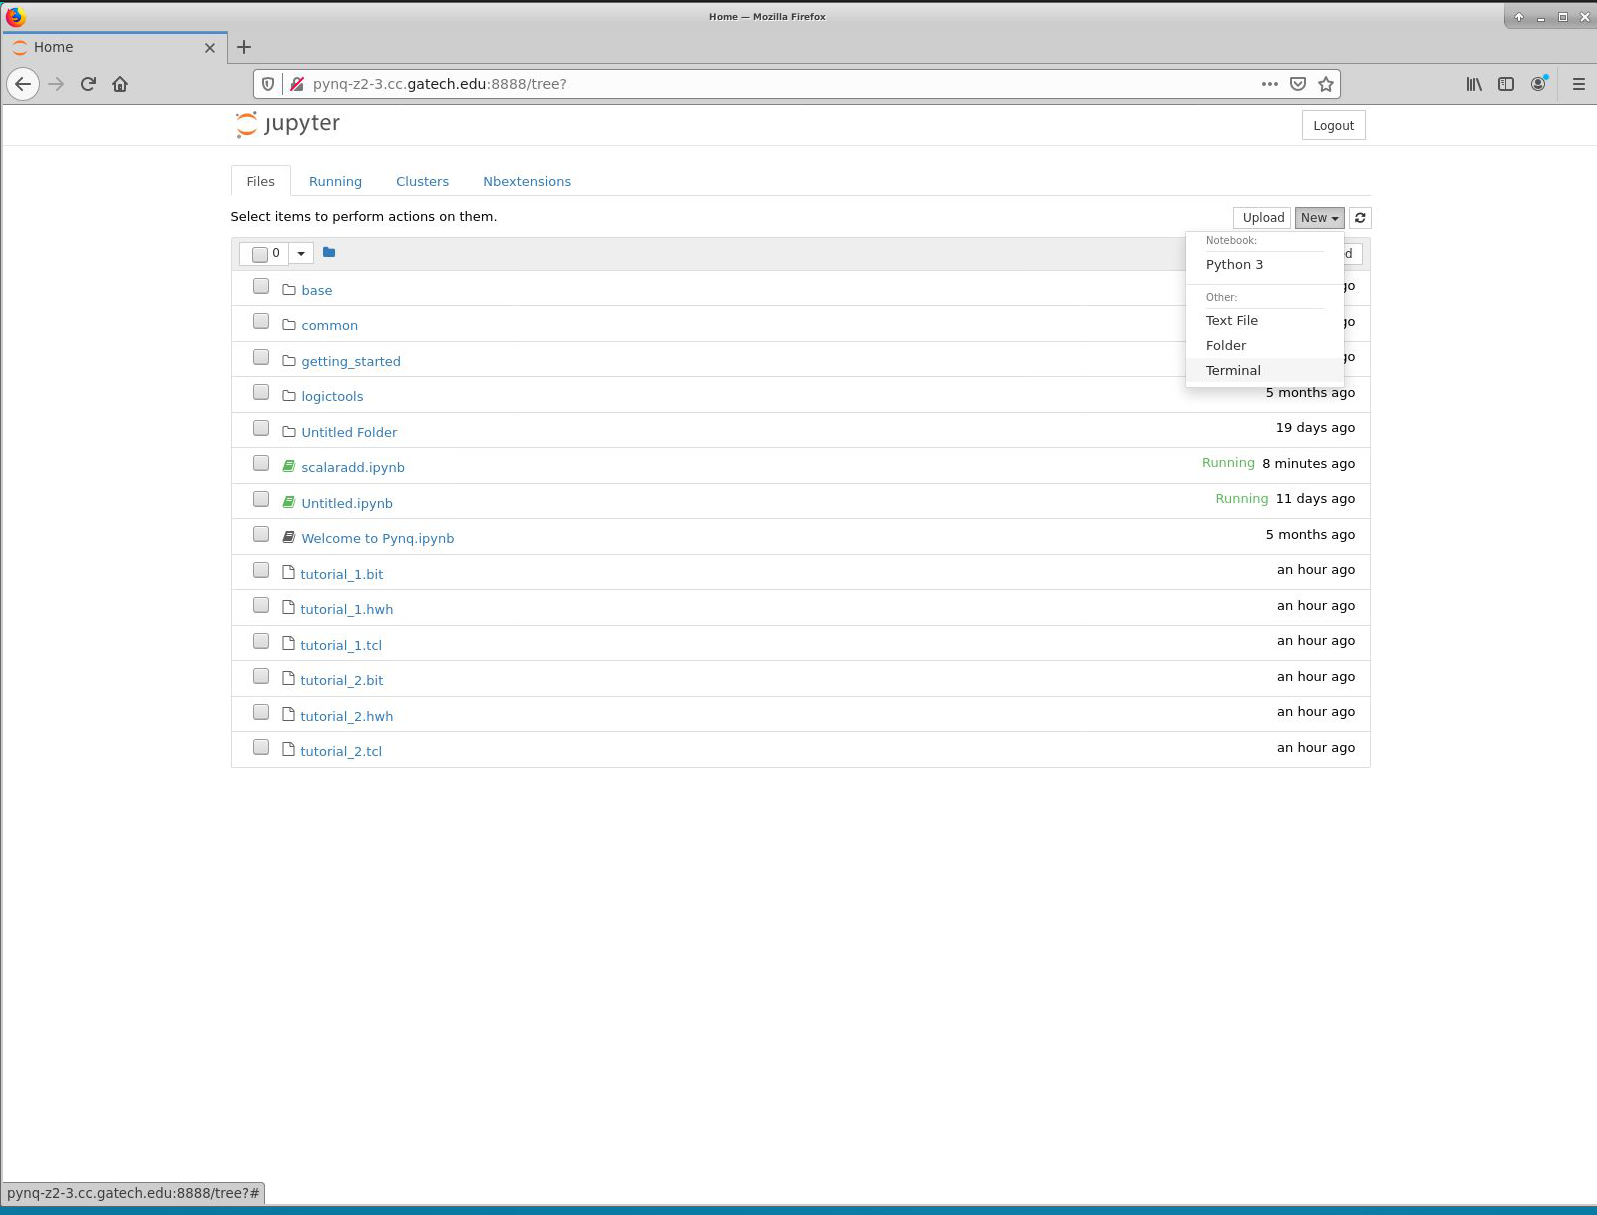 Home — Mozilla Firefox
Home
pynq-z2-3.cc.gatech.edu:8888/tree?
jupyter
Logout
Files Running Clusters Nbextensions
Select items to perform actions on them.
Upload New
0
Notebook:
Python 3
Other:
Text File
Folder
Terminal
base
common
getting_started
logictools 5 months ago
Untitled Folder 19 days ago
scalaradd.ipynb Running 8 minutes ago
Untitled.ipynb Running 11 days ago
Welcome to Pynq.ipynb 5 months ago
tutorial_1.bit an hour ago
tutorial_1.hwh an hour ago
tutorial_1.tcl an hour ago
tutorial_2.bit an hour ago
tutorial_2.hwh an hour ago
tutorial_2.tcl an hour ago
pynq-z2-3.cc.gatech.edu:8888/tree?#